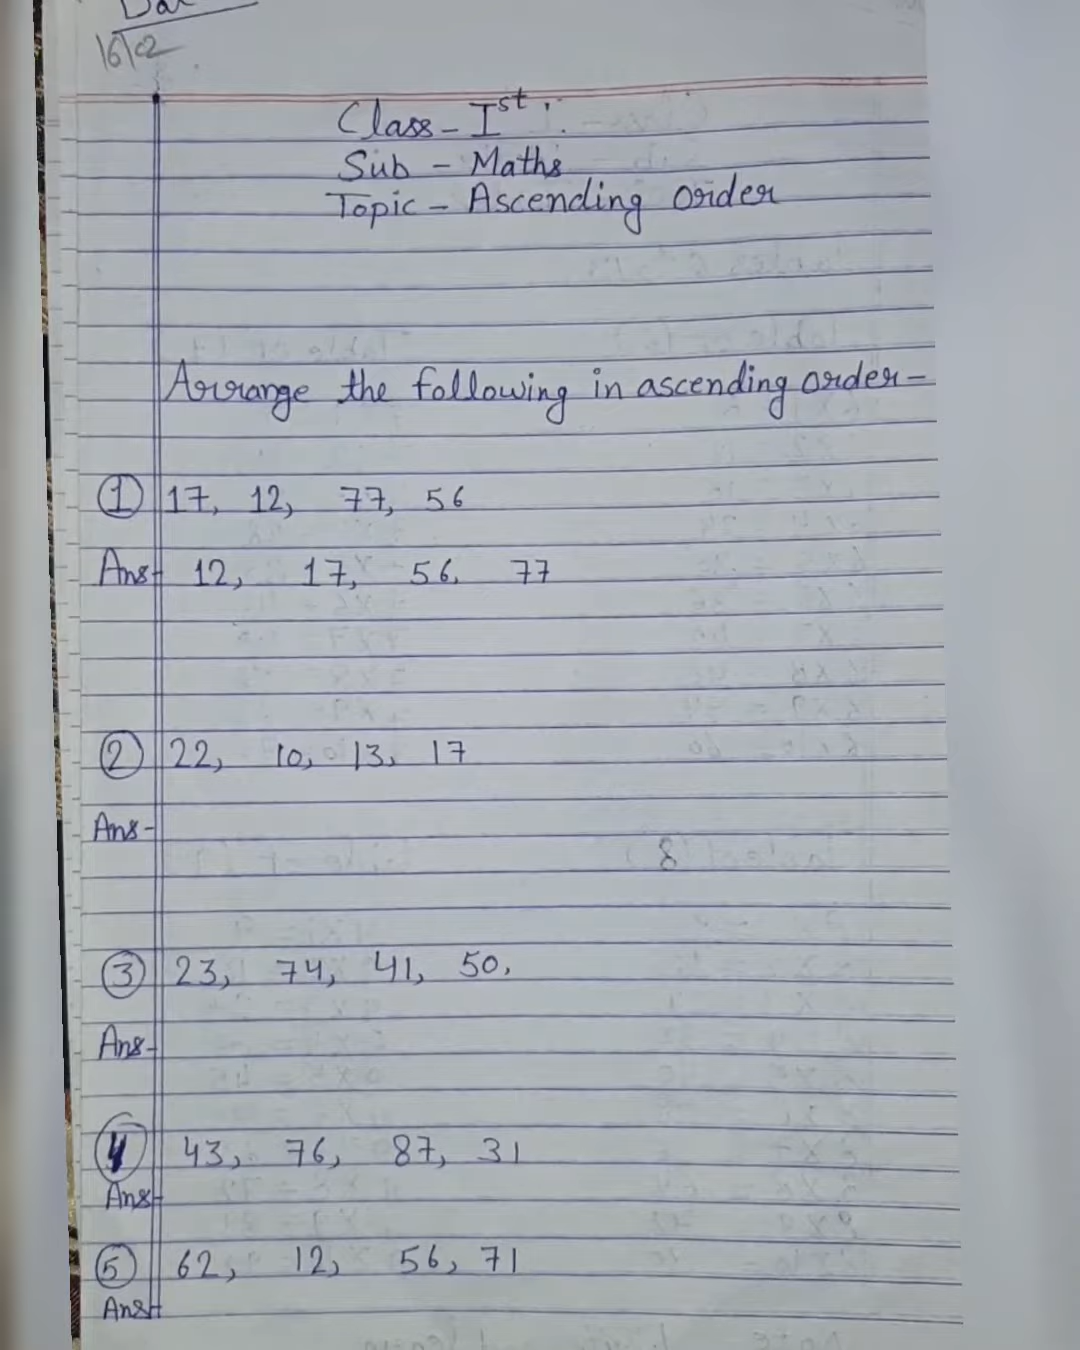 16/02
Class - Ist
Sub - Maths
Topic - Ascending order
Arrange the following in ascending order -
① 17, 12, 77, 56
Ans- 12, 17, 56, 77
② 22, 10, 13, 17
Ans-
8
③ 23, 74, 41, 50,
Ans-
④ 43, 76, 87, 31
Ans-
⑤ 62, 12, 56, 71
Ans-